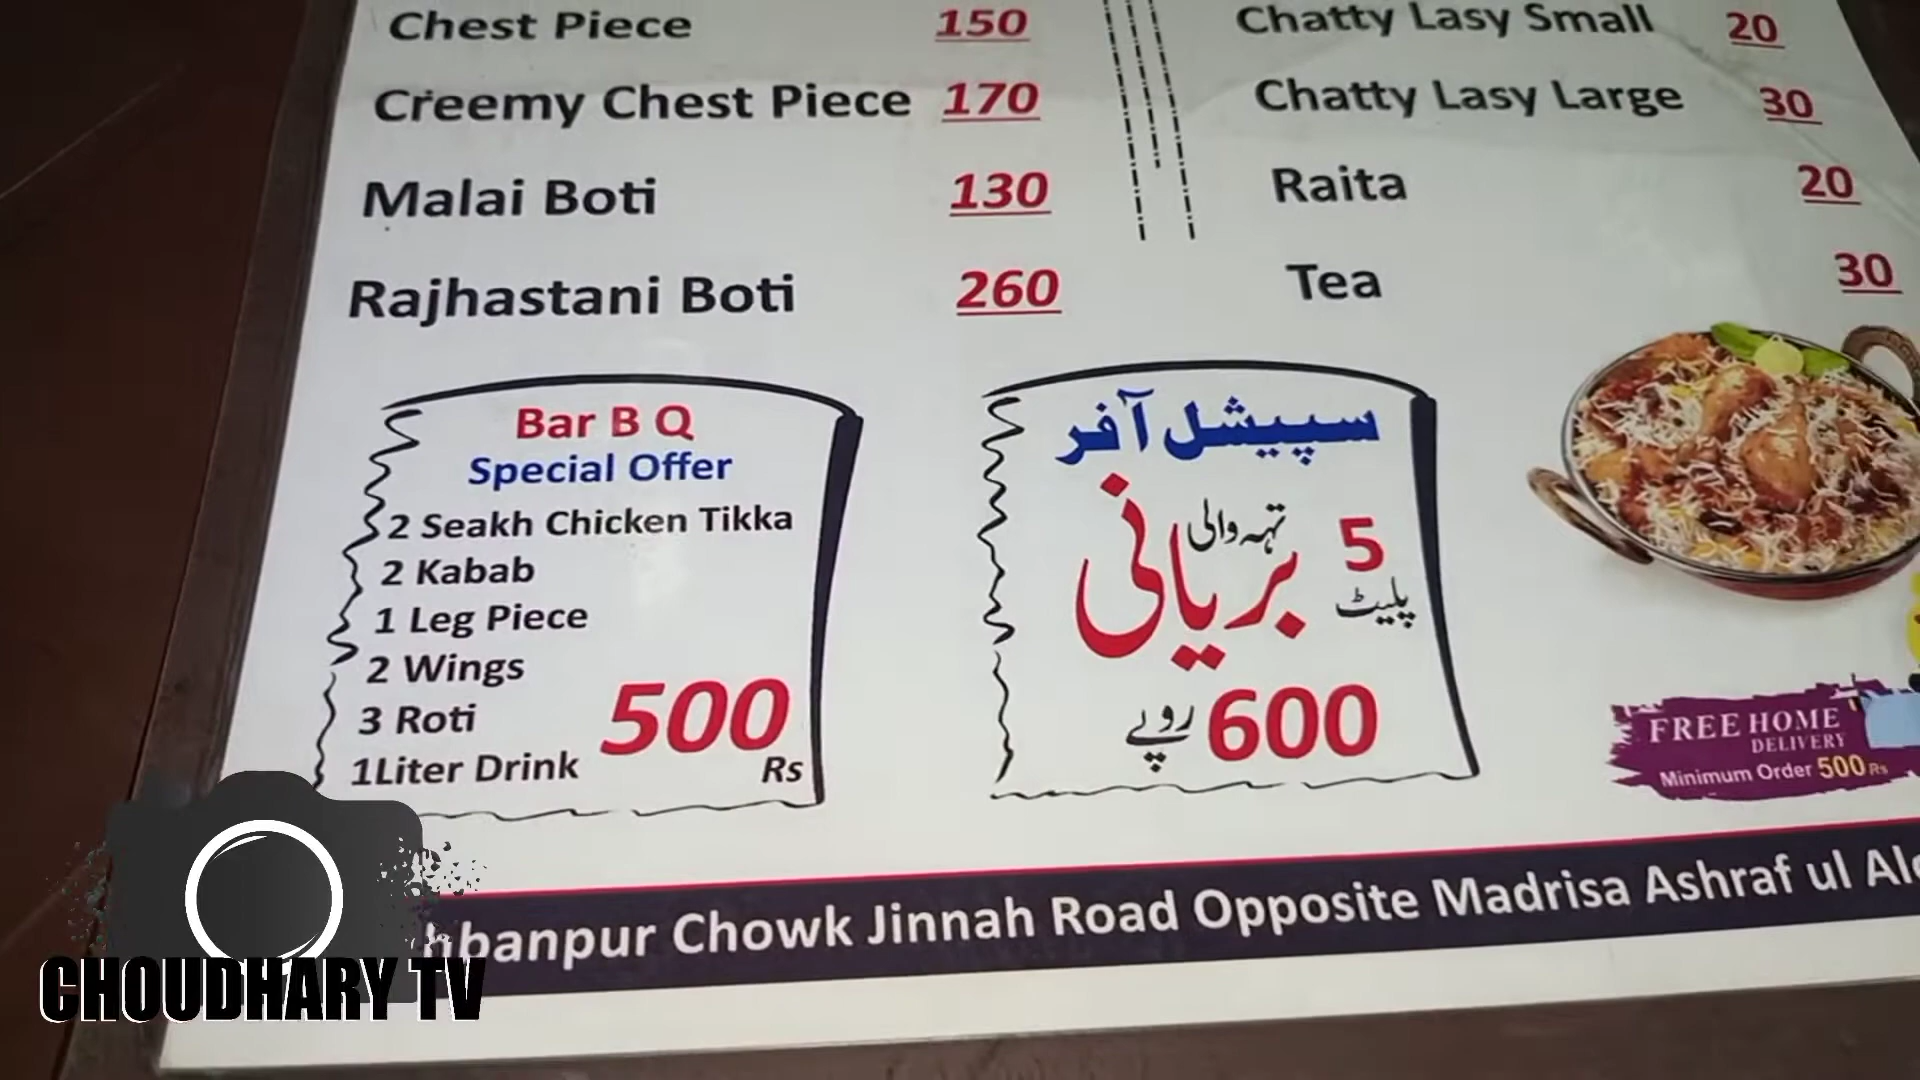 Chest Piece 150
Creemy Chest Piece 170
Malai Boti 130
Rajhastani Boti 260
Chatty Lasy Small 20
Chatty Lasy Large 30
Raita 20
Tea 30
Bar B Q
Special Offer
2 Seakh Chicken Tikka
2 Kabab
1 Leg Piece
2 Wings
3 Roti
1Liter Drink
500
Rs
سپیشل آفر
5 پلیٹ
تہہ والی
بریانی
600 روپے
FREE HOME
DELIVERY
Minimum Order 500 Rs
Chowk Jinnah Road Opposite Madrisa Ashraf ul
CHOUDHARY TV